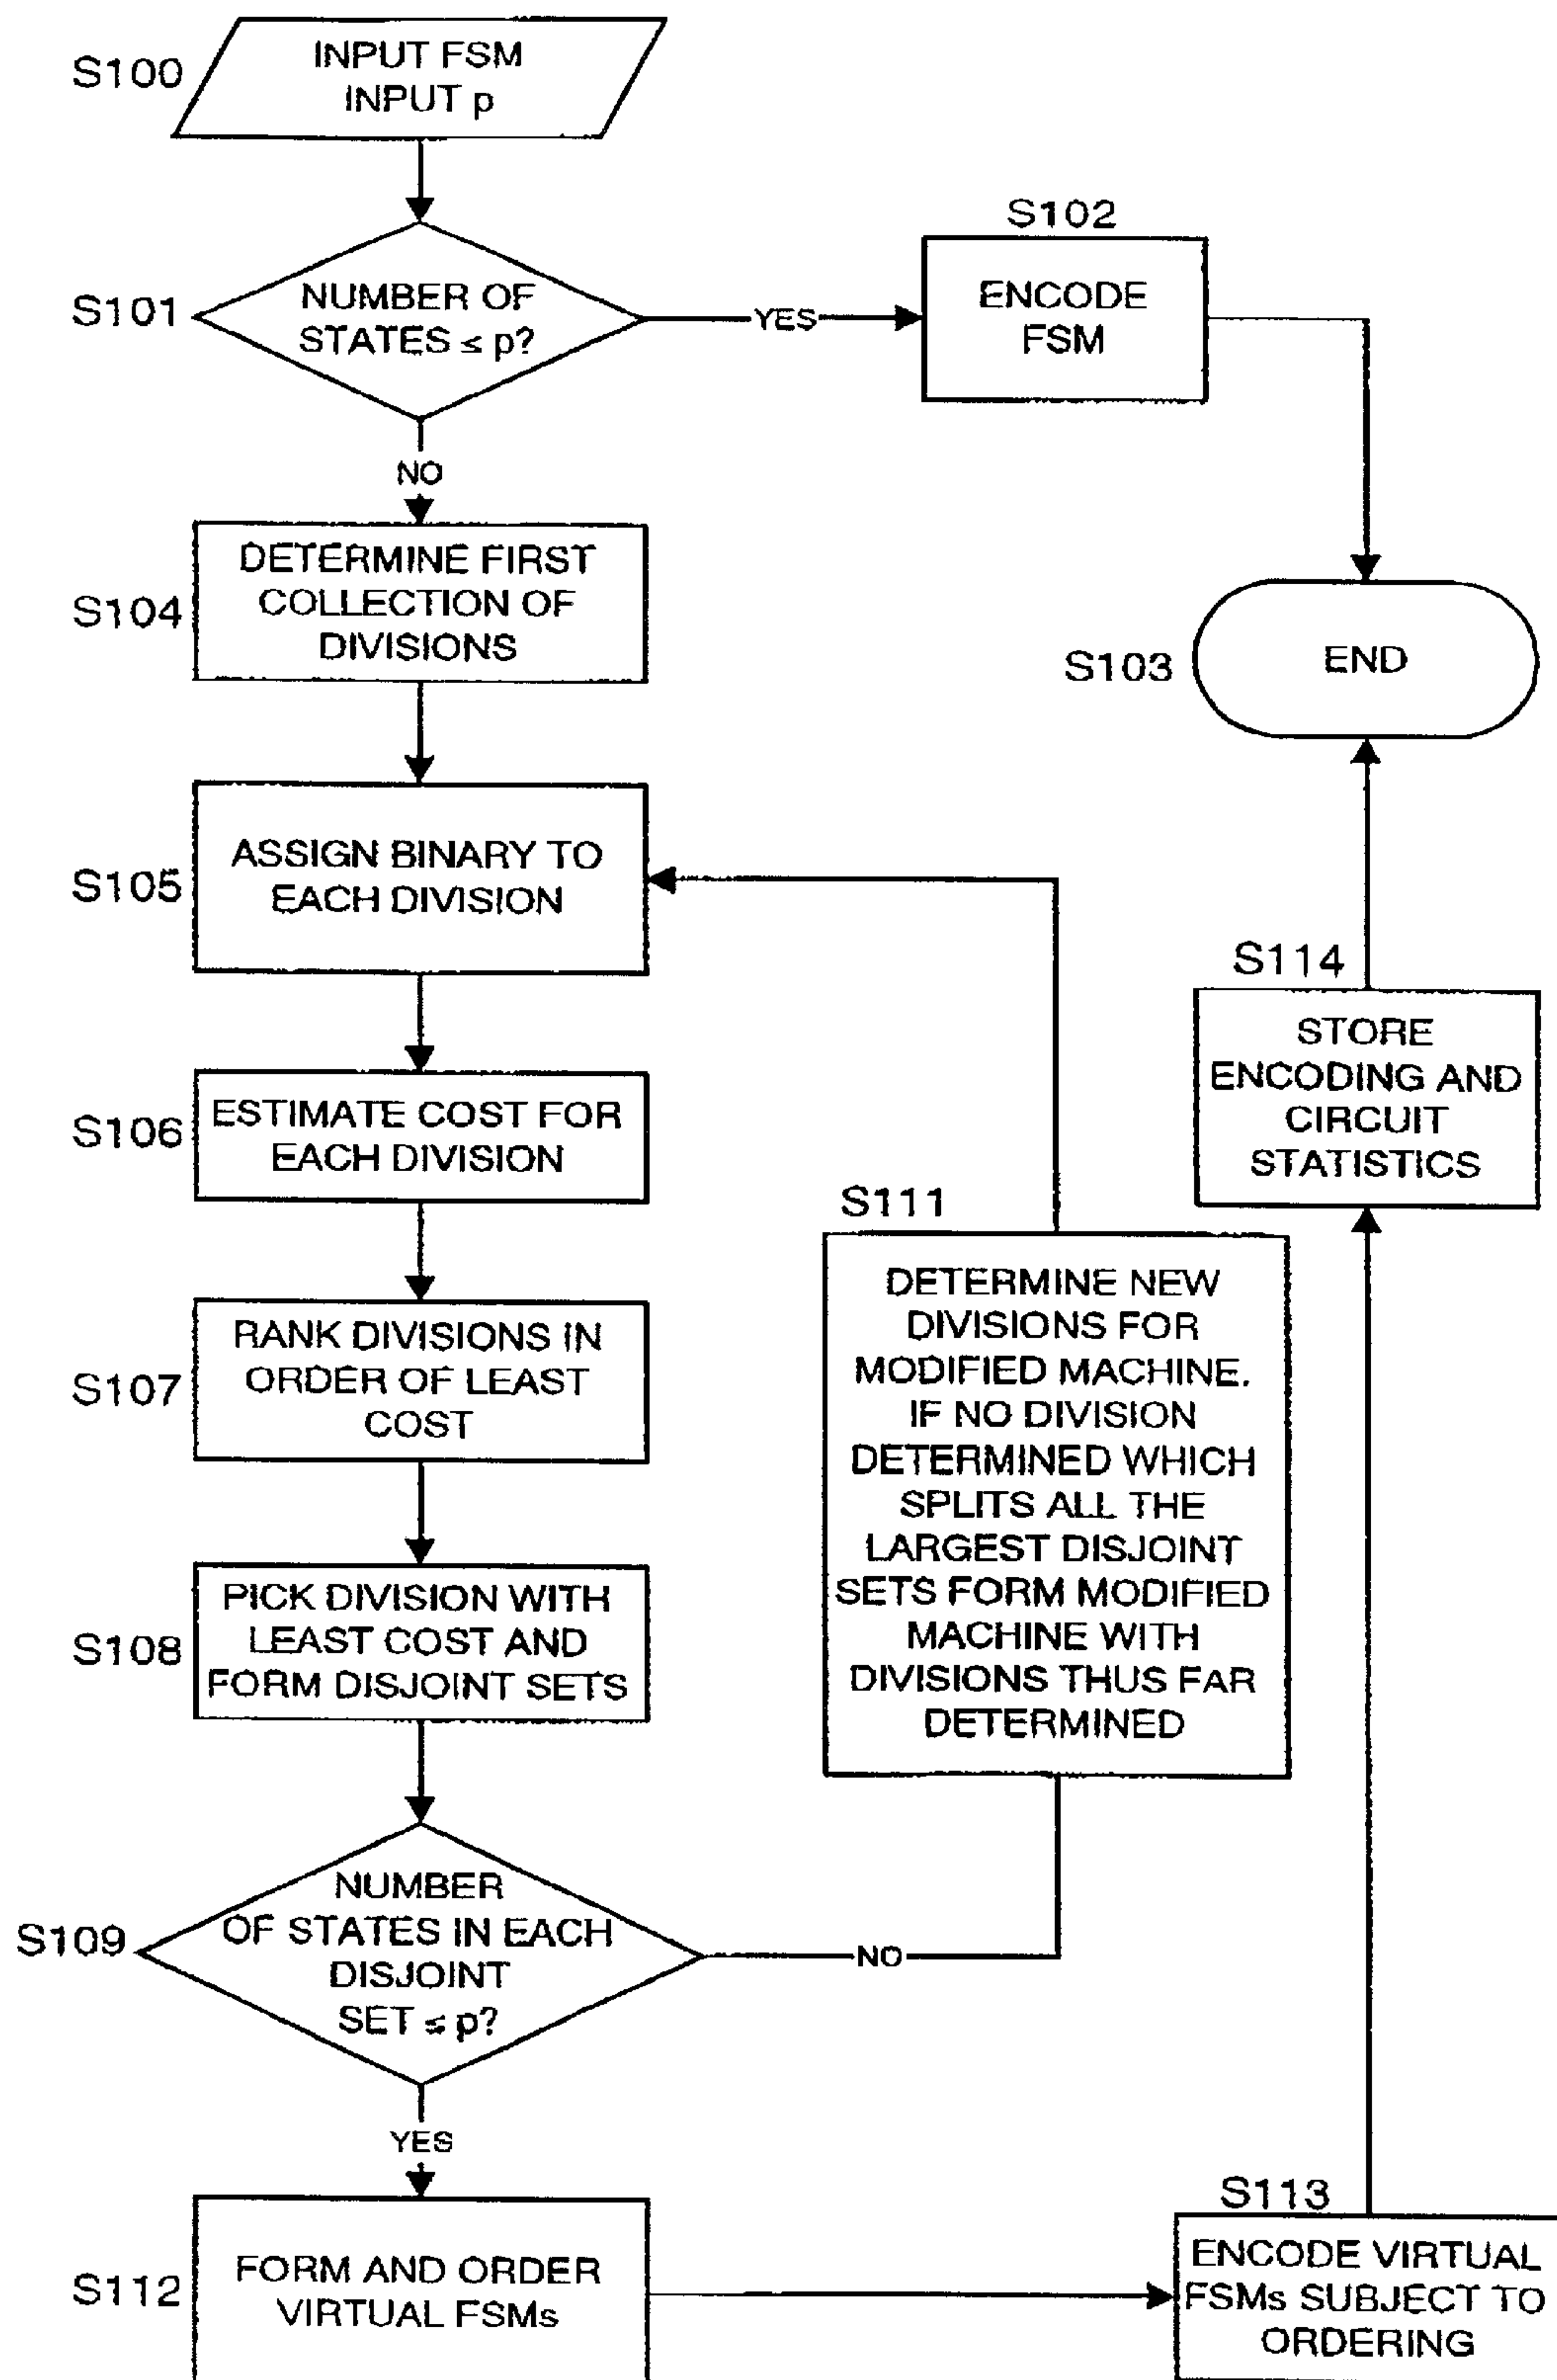 S100
INPUT FSM
INPUT p
S101
NUMBER OF
STATES ≤ p?
YES
S102
ENCODE
FSM
NO
S104
DETERMINE FIRST
COLLECTION OF
DIVISIONS
S103
END
S105
ASSIGN BINARY TO
EACH DIVISION
S106
ESTIMATE COST FOR
EACH DIVISION
S107
RANK DIVISIONS IN
ORDER OF LEAST
COST
S108
PICK DIVISION WITH
LEAST COST AND
FORM DISJOINT SETS
S109
NUMBER
OF STATES IN EACH
DISJOINT
SET ≤ p?
NO
S111
DETERMINE NEW
DIVISIONS FOR
MODIFIED MACHINE.
IF NO DIVISION
DETERMINED WHICH
SPLITS ALL THE
LARGEST DISJOINT
SETS FORM MODIFIED
MACHINE WITH
DIVISIONS THUS FAR
DETERMINED
YES
S112
FORM AND ORDER
VIRTUAL FSMs
S113
ENCODE VIRTUAL
FSMs SUBJECT TO
ORDERING
S114
STORE
ENCODING AND
CIRCUIT
STATISTICS